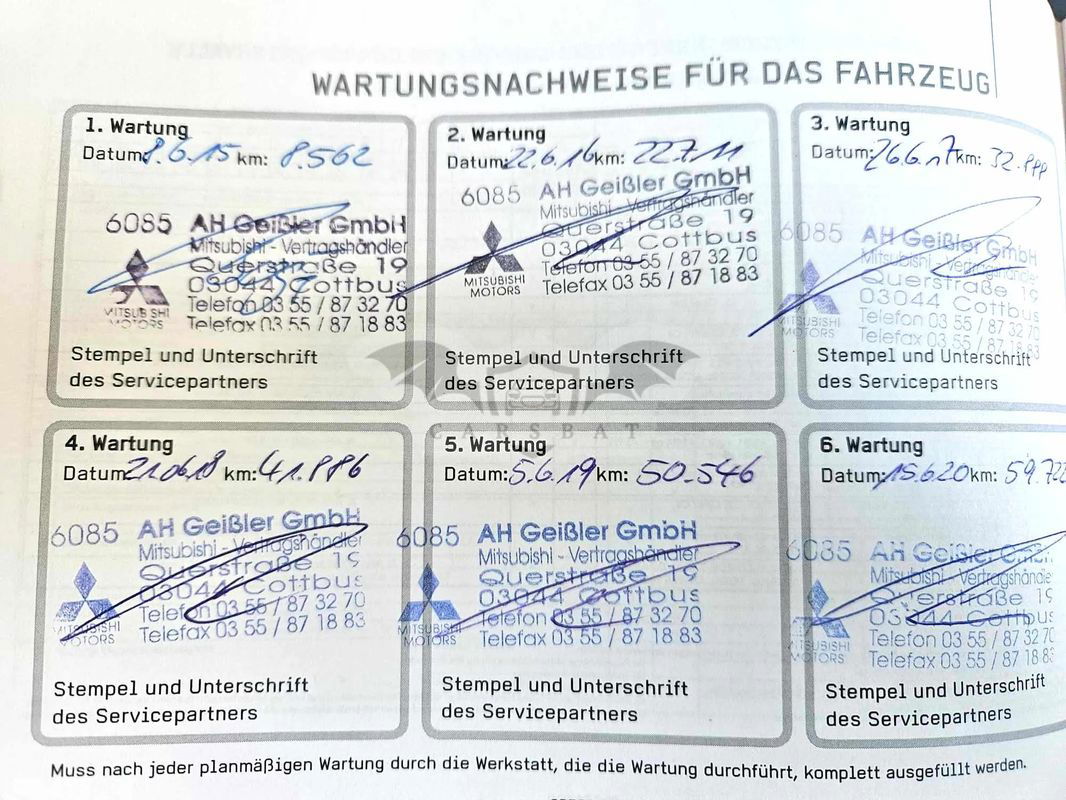 WARTUNGSNACHWEISE FÜR DAS FAHRZEUG
1. Wartung
Datum: 8.6.15 km: 8.562
6085 AH Geißler GmbH
Mitsubishi - Vertragshändler
Querstraße 19
03044 Cottbus
Telefon 03 55 / 87 32 70
Telefax 03 55 / 87 18 83
MITSUBISHI
MOTORS
Stempel und Unterschrift
des Servicepartners
2. Wartung
Datum: 22.6.16 km: 22.711
6085 AH Geißler GmbH
Mitsubishi - Vertragshändler
Querstraße 19
03044 Cottbus
Telefon 03 55 / 87 32 70
Telefax 03 55 / 87 18 83
MITSUBISHI
MOTORS
Stempel und Unterschrift
des Servicepartners
3. Wartung
Datum: 26.6.17 km: 32.
6085 AH Geißler GmbH
Mitsubishi - Vertragshändler
Querstraße 19
03044 Cottbus
Telefon 03 55 / 87 32 70
Telefax 03 55 / 87 18 83
MITSUBISHI
MOTORS
Stempel und Unterschrift
des Servicepartners
CARSBAT
4. Wartung
Datum: 21.06.18 km: 41.886
6085 AH Geißler GmbH
Mitsubishi - Vertragshändler
Querstraße 19
03044 Cottbus
Telefon 03 55 / 87 32 70
Telefax 03 55 / 87 18 83
MITSUBISHI
MOTORS
Stempel und Unterschrift
des Servicepartners
5. Wartung
Datum: 5.6.19 km: 50.546
6085 AH Geißler GmbH
Mitsubishi - Vertragshändler
Querstraße 19
03044 Cottbus
Telefon 03 55 / 87 32 70
Telefax 03 55 / 87 18 83
MITSUBISHI
MOTORS
Stempel und Unterschrift
des Servicepartners
6. Wartung
Datum: 15.6.20 km: 59.722
6085 AH Geißler GmbH
Mitsubishi - Vertragshändle
Querstraße 19
03044 Cottbus
Telefon 03 55 / 87 32 70
Telefax 03 55 / 87 18 83
MITSUBISHI
MOTORS
Stempel und Unterschrift
des Servicepartners
Muss nach jeder planmäßigen Wartung durch die Werkstatt, die die Wartung durchführt, komplett ausgefüllt werden.